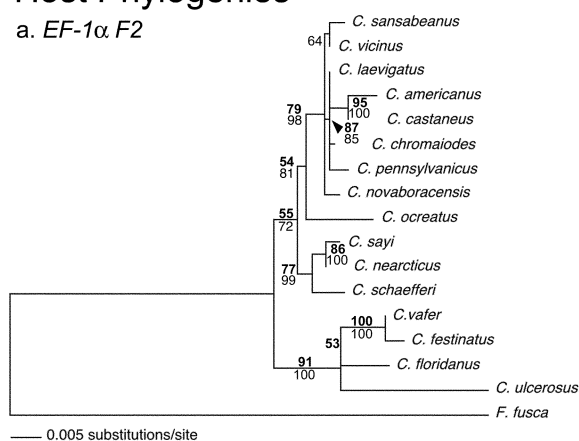 Host Phylogenies
a. EF-1α F2
C. sansabeanus
64
C. vicinus
C. laevigatus
C. americanus
95
100
79
98
C. castaneus
87
85
C. chromaiodes
54
81
C. pennsylvanicus
C. novaboracensis
55
72
C. ocreatus
C. sayi
86
100
77
99
C. nearcticus
C. schaefferi
C.vafer
100
100
53
C. festinatus
91
100
C. floridanus
C. ulcerosus
F. fusca
0.005 substitutions/site